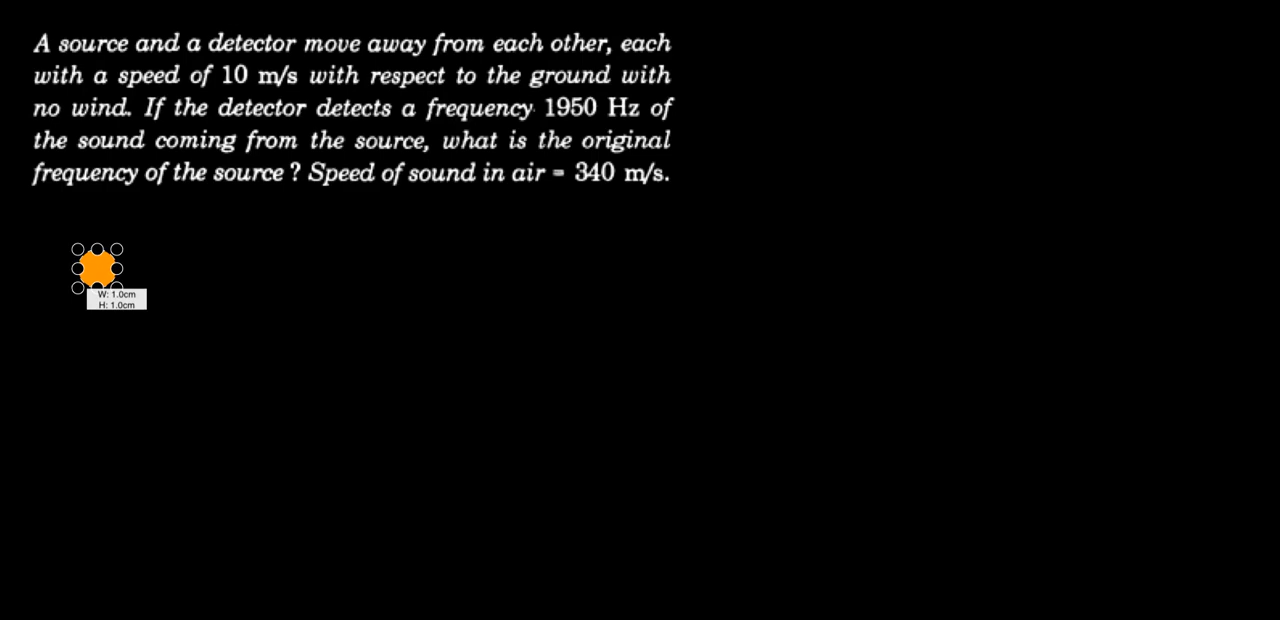 A source and a detector move away from each other, each
with a speed of 10 m/s with respect to the ground with
no wind. If the detector detects a frequency 1950 Hz of
the sound coming from the source, what is the original
frequency of the source ? Speed of sound in air = 340 m/s.
W: 1.0cm
H: 1.0cm